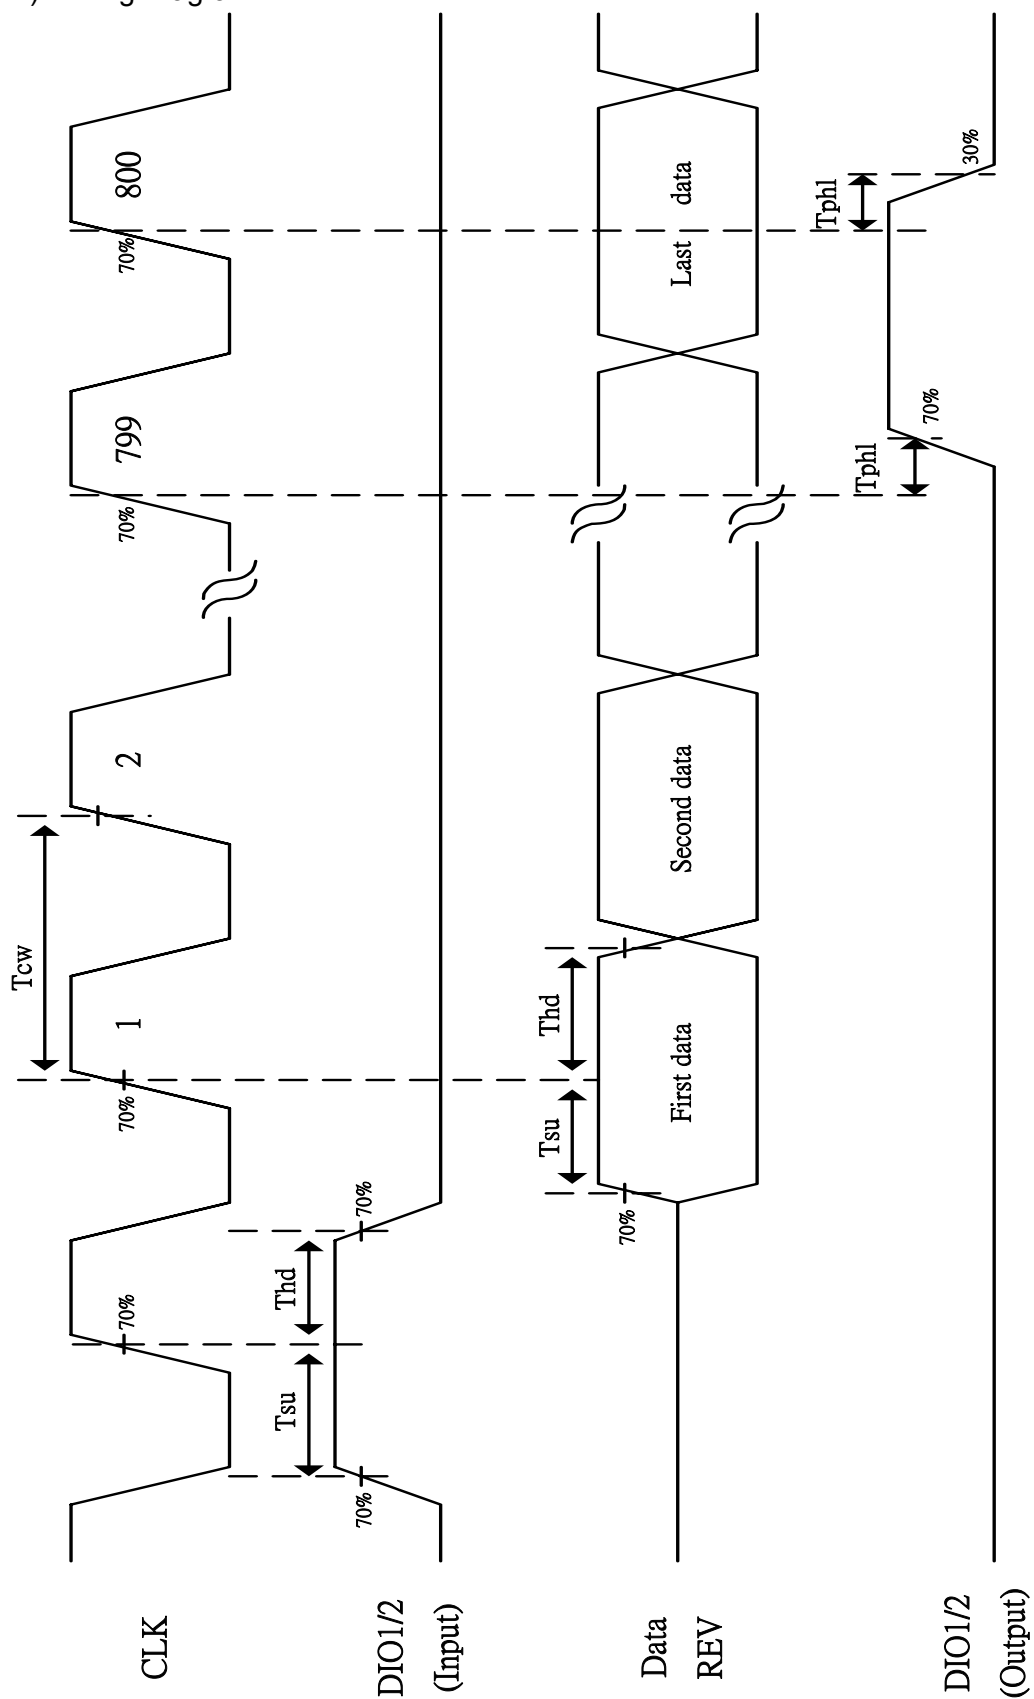 CLK
70%
70%
1
Tcw
2
70%
799
70%
800
DIO1/2
(Input)
70%
Tsu
Thd
70%
Data
REV
70%
Tsu
Thd
First data
Second data
Last data
DIO1/2
(Output)
Tphl
70%
Tphl
30%